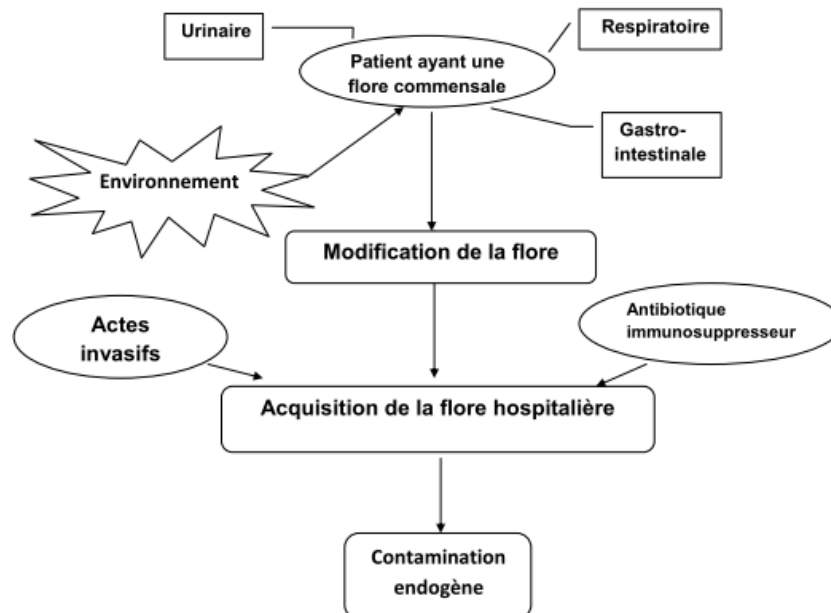 Urinaire
Respiratoire
Patient ayant une
flore commensale
Gastro-
intestinale
Environnement
Modification de la flore
Actes
invasifs
Antibiotique
immunosuppresseur
Acquisition de la flore hospitalière
Contamination
endogène